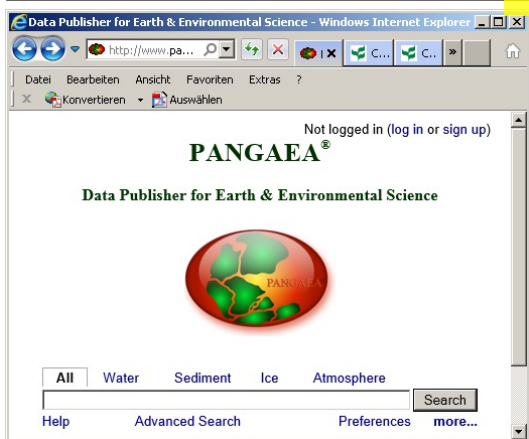 Data Publisher for Earth & Environmental Science - Windows Internet Explorer
http://www.pa...
I X
C...
C..
»
Datei Bearbeiten Ansicht Favoriten Extras ?
X Konvertieren Auswählen
Not logged in (log in or sign up)
PANGAEA®
Data Publisher for Earth & Environmental Science
PANGAEA
All Water Sediment Ice Atmosphere
Search
Help Advanced Search Preferences more...